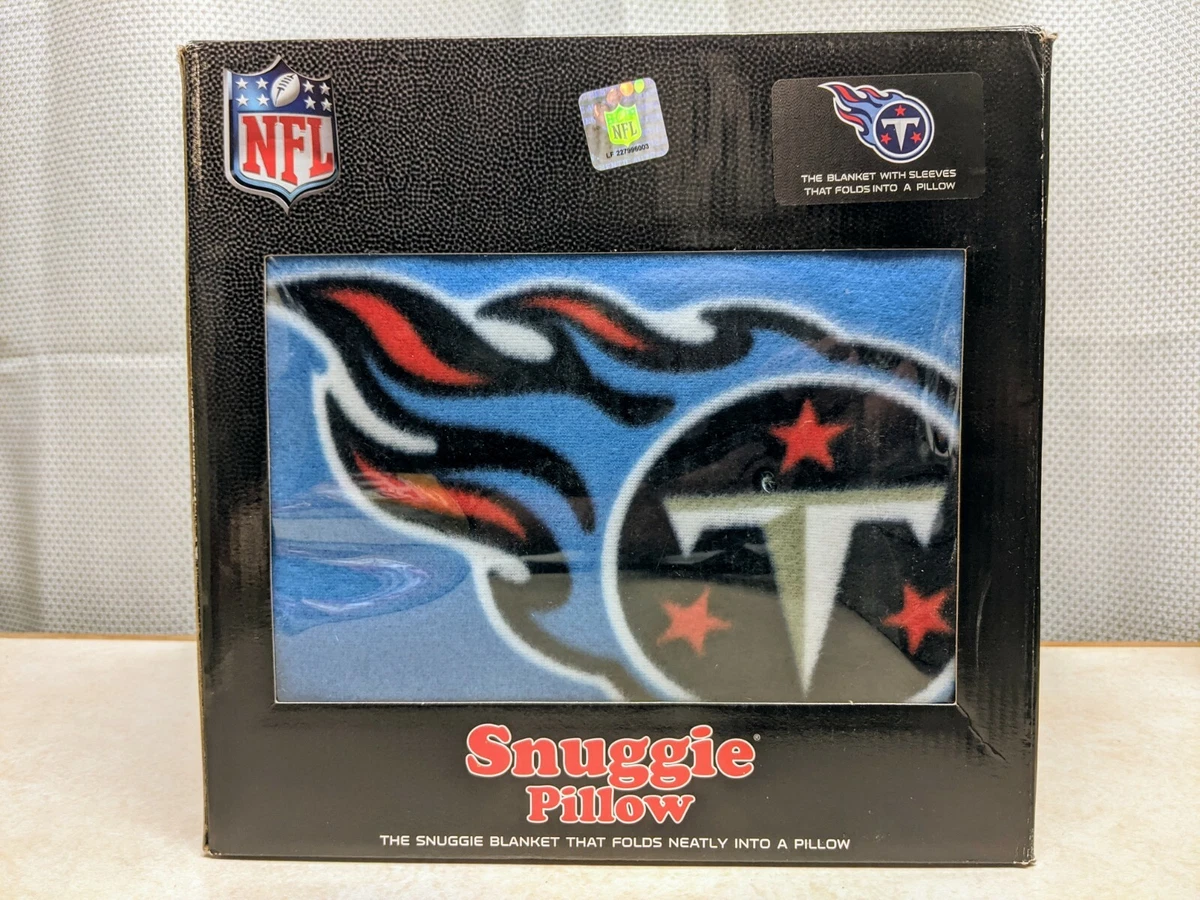 NFL
NFL
LF 227996003
T
THE BLANKET WITH SLEEVES
THAT FOLDS INTO A PILLOW
T
Snuggie®
Pillow
THE SNUGGIE BLANKET THAT FOLDS NEATLY INTO A PILLOW